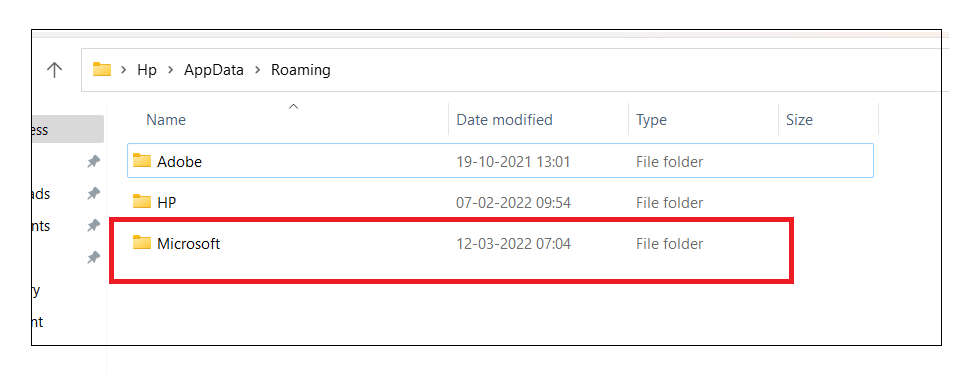 Hp > AppData > Roaming
Name Date modified Type Size
ess
Adobe 19-10-2021 13:01 File folder
ads
HP 07-02-2022 09:54 File folder
nts
Microsoft 12-03-2022 07:04 File folder
ry
nt